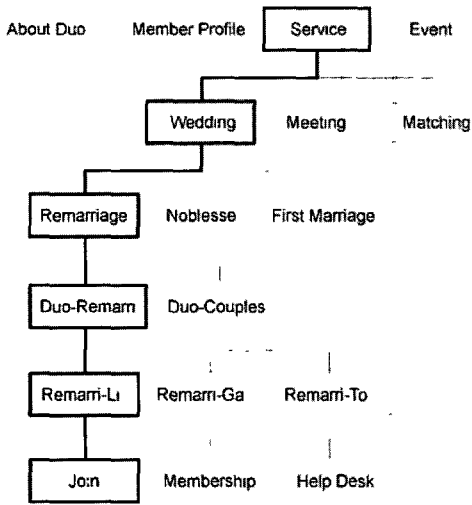 About Duo Member Profile Service Event
Wedding Meeting Matching
Remarriage Noblesse First Marriage
Duo-Remarri Duo-Couples
Remarri-Li Remarri-Ga Remarri-To
Join Membership Help Desk